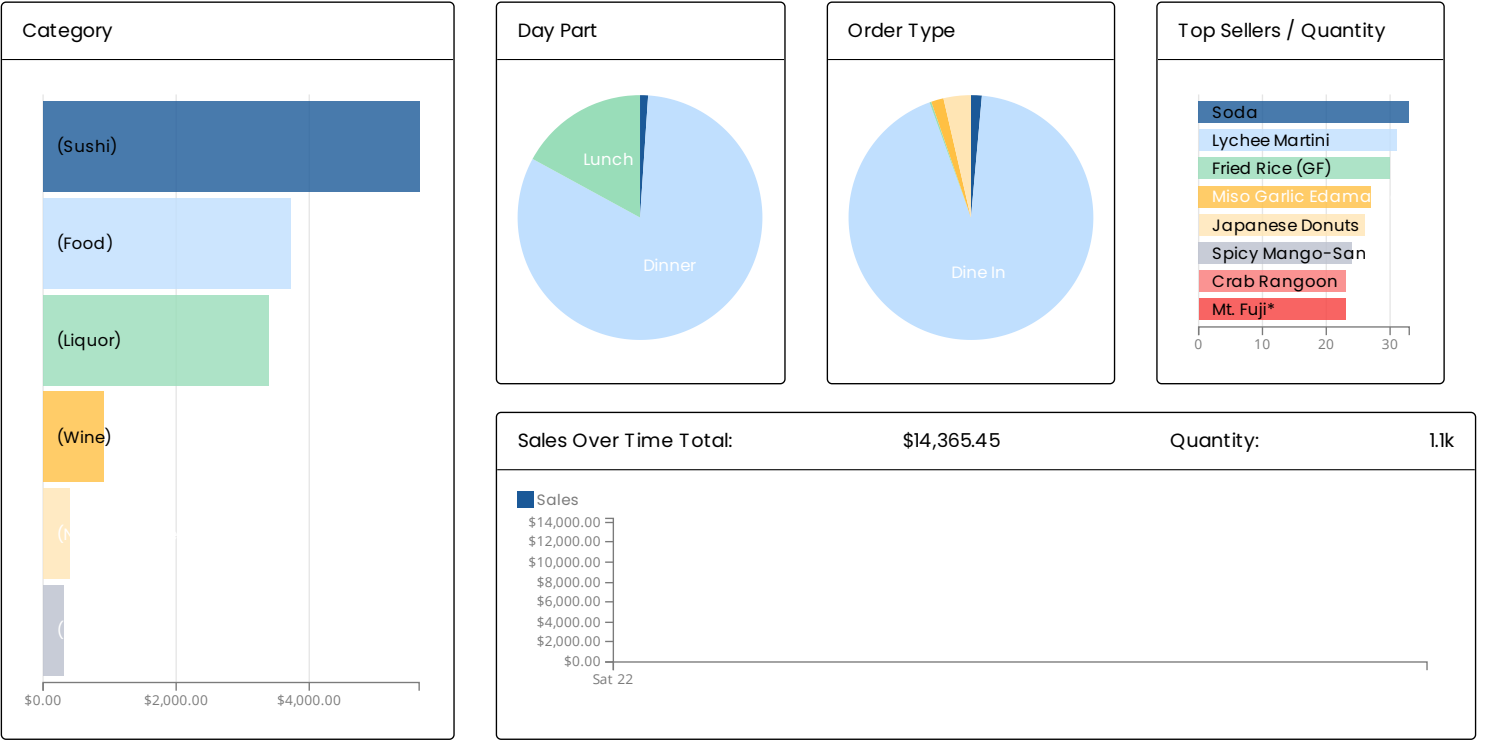 Category
(Sushi)
(Food)
(Liquor)
(Wine)
$0.00
$2,000.00
$4,000.00
Day Part
Lunch
Dinner
Order Type
Dine In
Top Sellers / Quantity
Soda
Lychee Martini
Fried Rice (GF)
Miso Garlic Edama
Japanese Donuts
Spicy Mango-San
Crab Rangoon
Mt. Fuji*
0 10 20 30
Sales Over Time Total: $14,365.45 Quantity: 1.1k
Sales
$14,000.00
$12,000.00
$10,000.00
$8,000.00
$6,000.00
$4,000.00
$2,000.00
$0.00
Sat 22